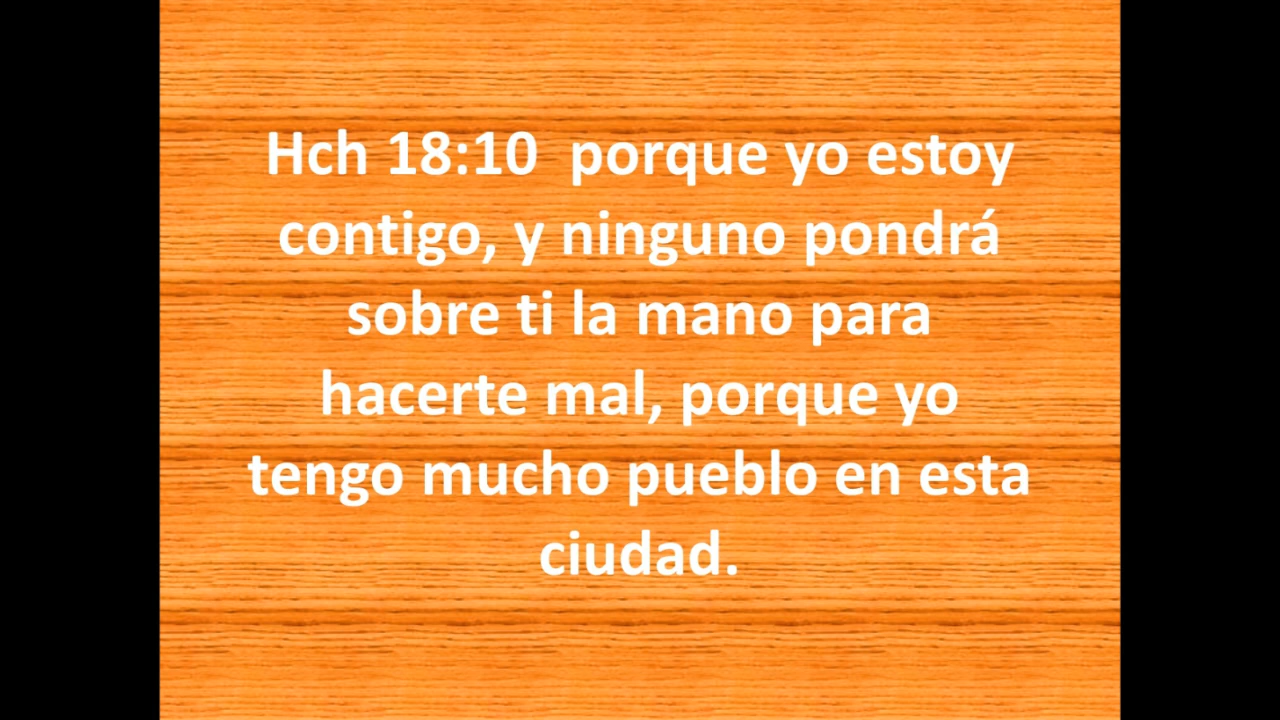 Hch 18:10  porque yo estoy
contigo, y ninguno pondrá
sobre ti la mano para
hacerte mal, porque yo
tengo mucho pueblo en esta
ciudad.